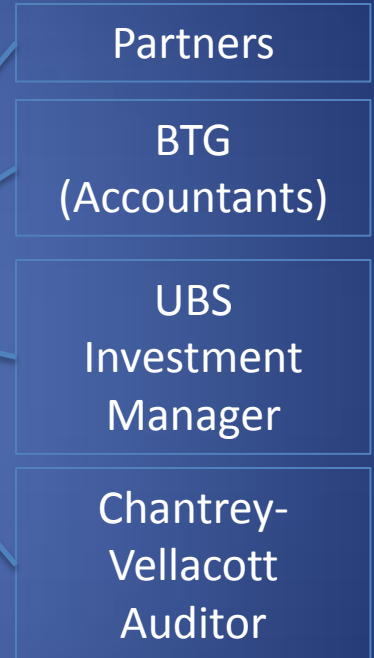 Partners
BTG
(Accountants)
UBS
Investment
Manager
Chantrey-
Vellacott
Auditor